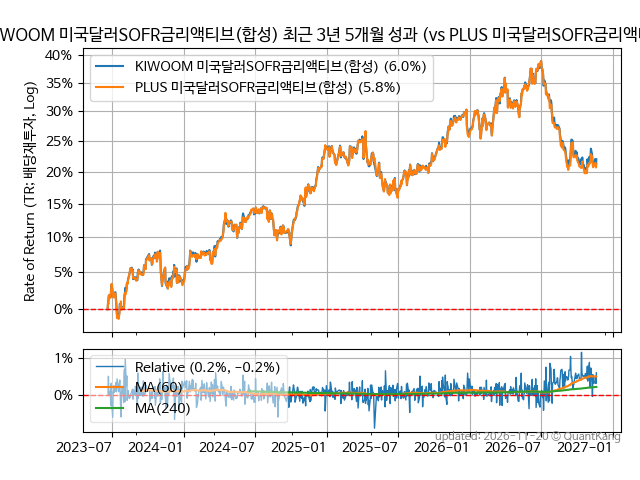 WOOM 미국달러SOFR금리액티브(합성) 최근 3년 5개월 성과 (vs PLUS 미국달러SOFR금리액티
KIWOOM 미국달러SOFR금리액티브(합성) (6.0%)
PLUS 미국달러SOFR금리액티브(합성) (5.8%)
40%
35%
30%
25%
20%
15%
10%
5%
0%
Rate of Return (TR: 배당재투자, Log)
Relative (0.2%, -0.2%)
MA(60)
MA(240)
1%
0%
updated: 2026-11-20 © QuantKang
2023-07
2024-01
2024-07
2025-01
2025-07
2026-01
2026-07
2027-01